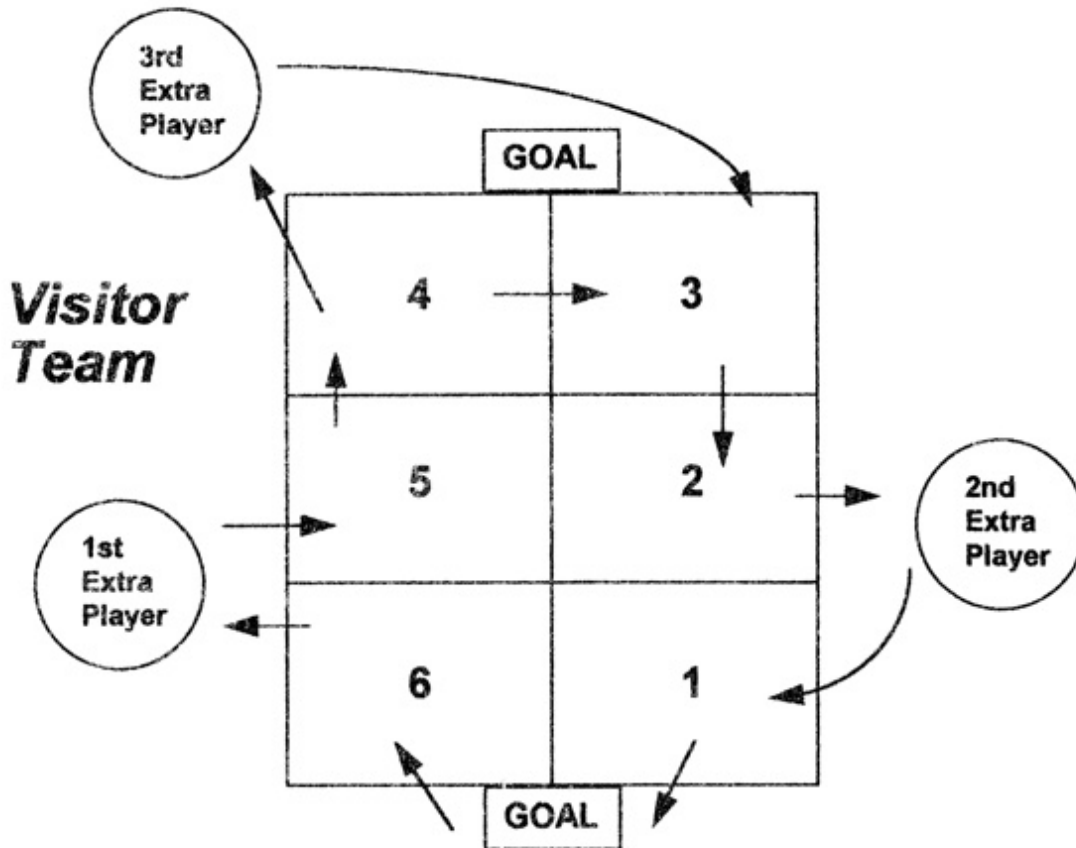 3rd
Extra
Player
GOAL
Visitor
Team
4
3
5
2
1st
Extra
Player
2nd
Extra
Player
6
1
GOAL